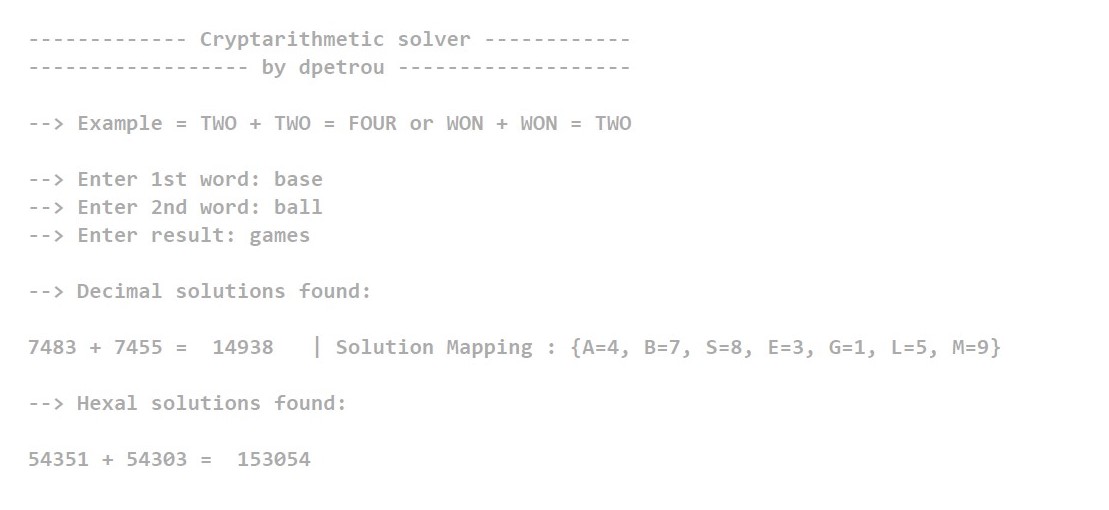 ------------- Cryptarithmetic solver ------------
------------------ by dpetrou -------------------
--> Example = TWO + TWO = FOUR or WON + WON = TWO
--> Enter 1st word: base
--> Enter 2nd word: ball
--> Enter result: games
--> Decimal solutions found:
7483 + 7455 =  14938   | Solution Mapping : {A=4, B=7, S=8, E=3, G=1, L=5, M=9}
--> Hexal solutions found:
54351 + 54303 =  153054